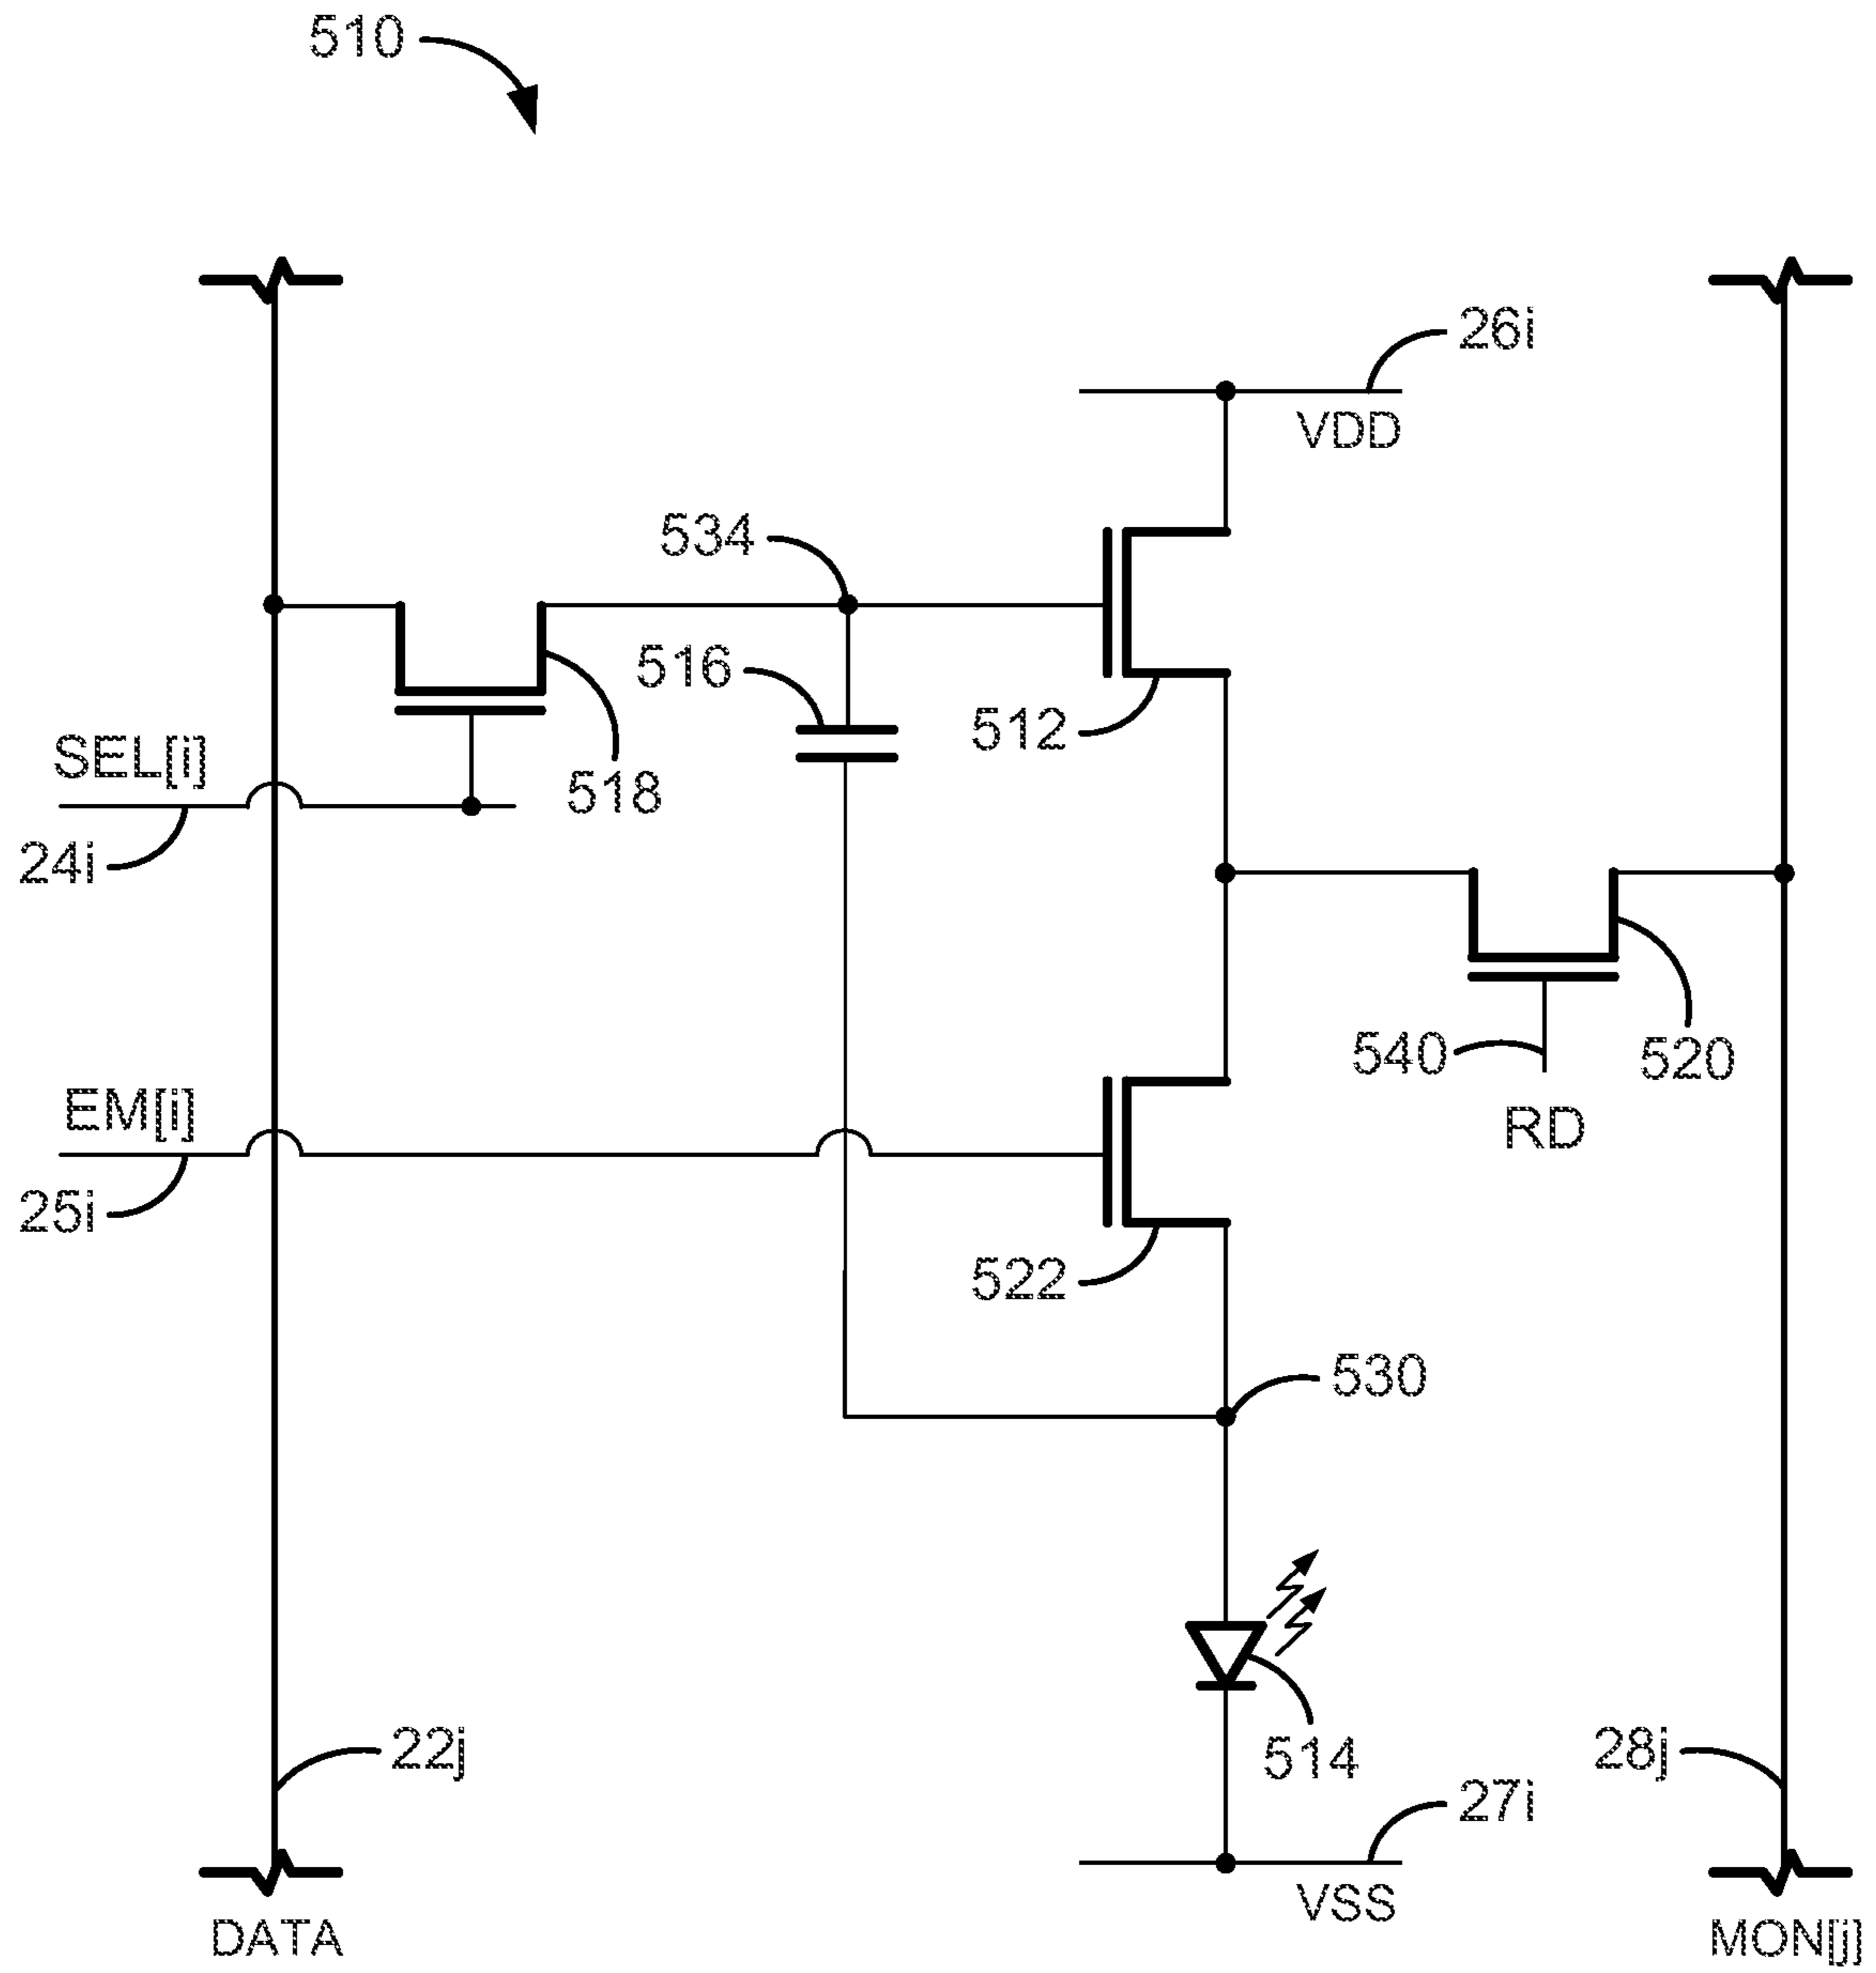 510
26i
VDD
534
516
512
SEL[i]
518
24i
540
520
EM[i]
RD
25i
522
530
22j
514
28j
27i
VSS
DATA
MON[j]